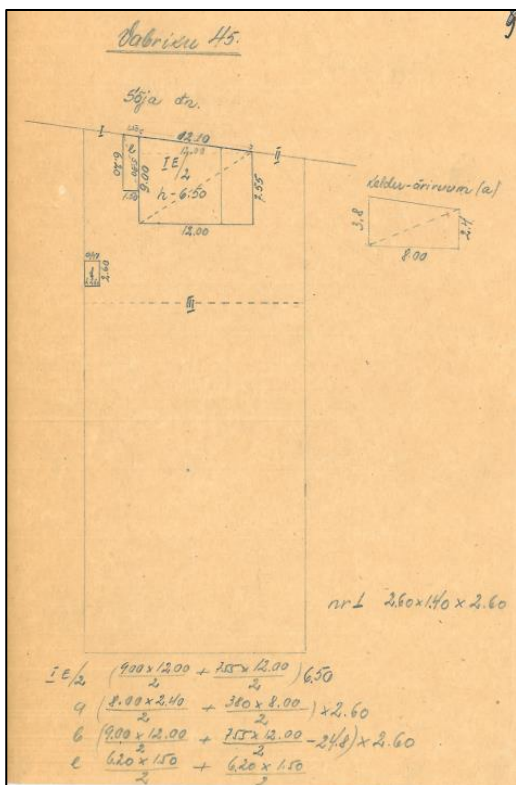 9
Vabriku 45.
Sõja tn.
I
12.10
II
12.00
I E/2
h-6.50
6.20
9.00
7.55
1.50
12.00
2.60
Kelder-äriruum (a)
3.8
2.4
8.00
III
nr 1 2.60 x 1.40 x 2.60
I E/2 (9.00 x 12.00 / 2 + 7.55 x 12.00 / 2) 6.50
a (8.00 x 2.40 / 2 + 3.80 x 8.00 / 2) x 2.60
b (9.00 x 12.00 / 2 + 7.55 x 12.00 / 2 - 24.8) x 2.60
e 6.20 x 1.50 / 2 + 6.20 x 1.50 / 2